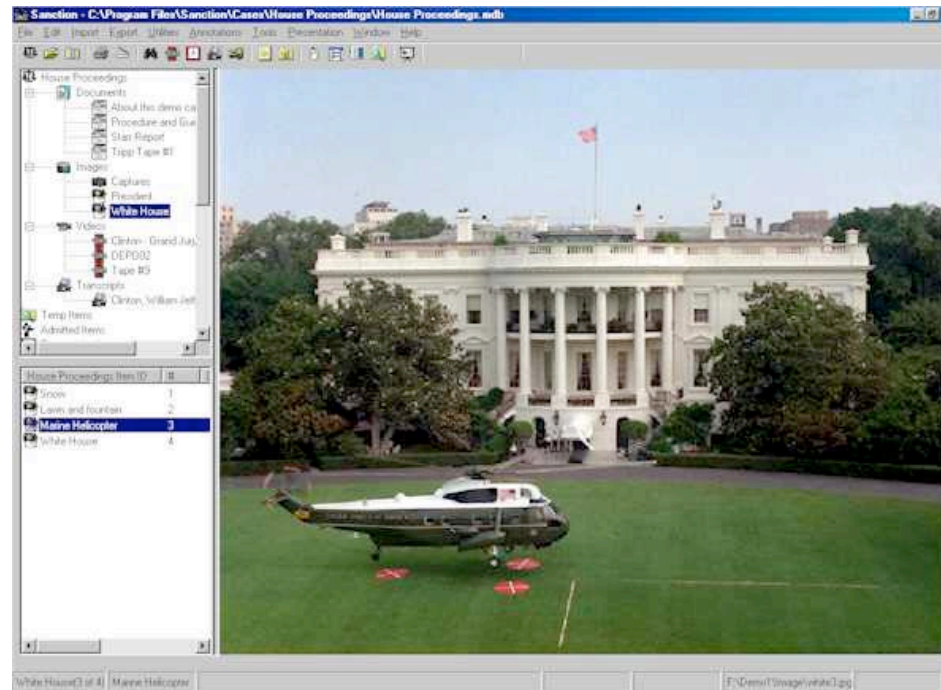 Sanction - C:\Program Files\Sanction\Cases\House Proceedings\House Proceedings.mdb
File Edit Import Export Utilities Annotations Tools Presentation Window Help
House Proceedings
Documents
About this demo ca
Procedure and Gui
Starr Report
Tripp Tape #1
Images
Captures
President
White House
Videos
Clinton - Grand Jury,
DEPO02
Tape #9
Transcripts
Clinton, William Jeff
Temp Items
Admitted Items
House Proceedings Item ID #
Snow 1
Lawn and fountain 2
Marine Helicopter 3
White House 4
White House(3 of 4) Marine Helicopter F:\Demo1\Image\white3.jpg